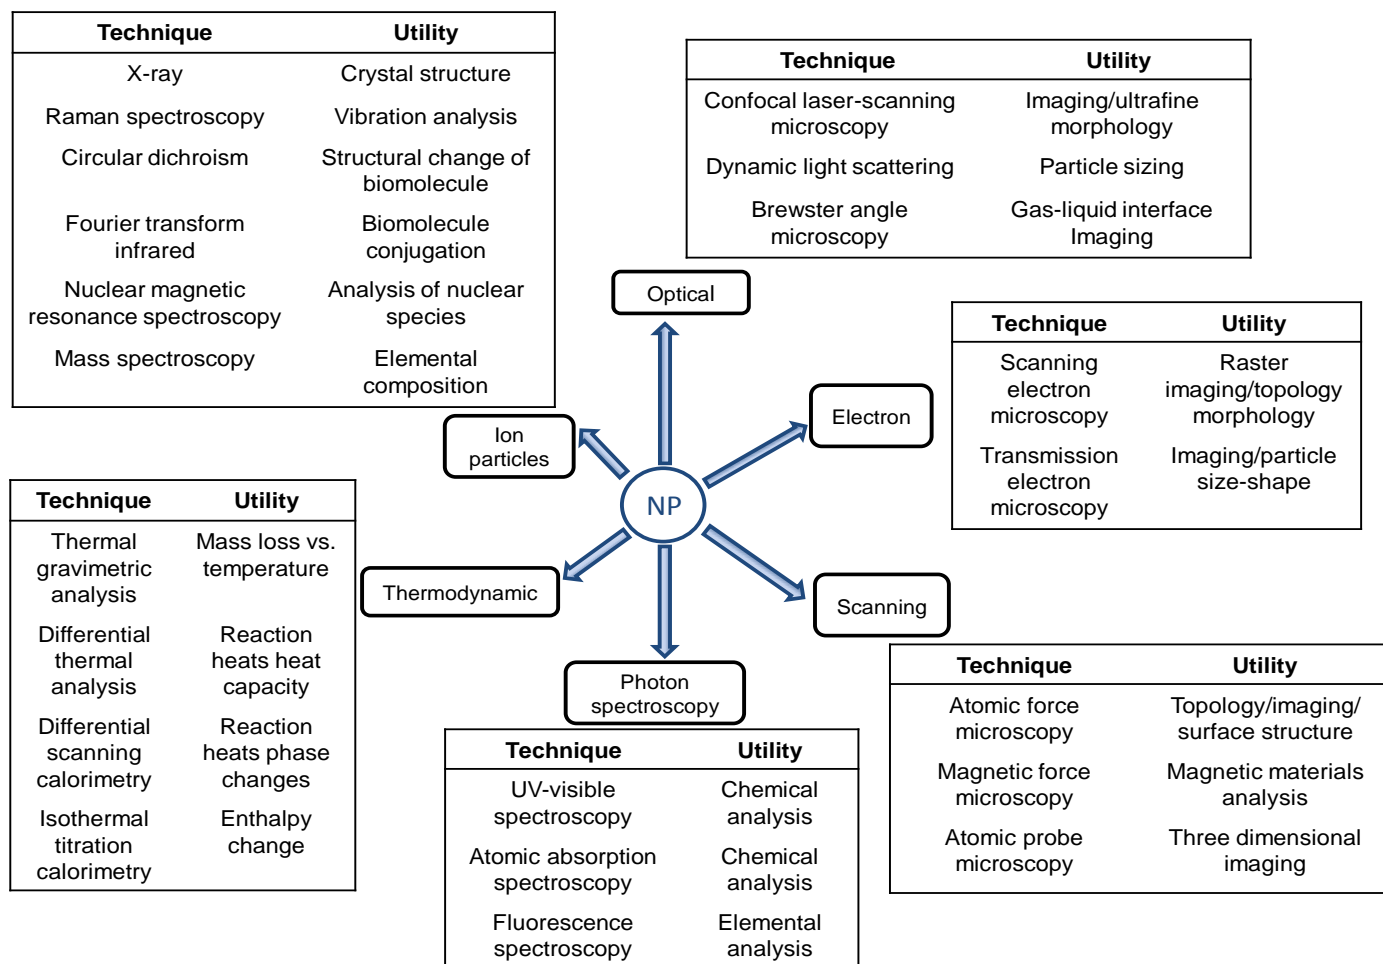 Technique Utility
X-ray Crystal structure
Raman spectroscopy Vibration analysis
Circular dichroism Structural change of
biomolecule
Fourier transform Biomolecule
infrared conjugation
Nuclear magnetic Analysis of nuclear
resonance spectroscopy species
Mass spectroscopy Elemental
composition
Technique Utility
Confocal laser-scanning Imaging/ultrafine
microscopy morphology
Dynamic light scattering Particle sizing
Brewster angle Gas-liquid interface
microscopy Imaging
Optical
Technique Utility
Scanning Raster
electron imaging/topology
microscopy morphology
Transmission Imaging/particle
electron size-shape
microscopy
Electron
Ion
particles
NP
Technique Utility
Thermal Mass loss vs.
gravimetric temperature
analysis
Differential Reaction
thermal heats heat
analysis capacity
Differential Reaction
scanning heats phase
calorimetry changes
Isothermal Enthalpy
titration change
calorimetry
Thermodynamic
Scanning
Photon
spectroscopy
Technique Utility
UV-visible Chemical
spectroscopy analysis
Atomic absorption Chemical
spectroscopy analysis
Fluorescence Elemental
spectroscopy analysis
Technique Utility
Atomic force Topology/imaging/
microscopy surface structure
Magnetic force Magnetic materials
microscopy analysis
Atomic probe Three dimensional
microscopy imaging